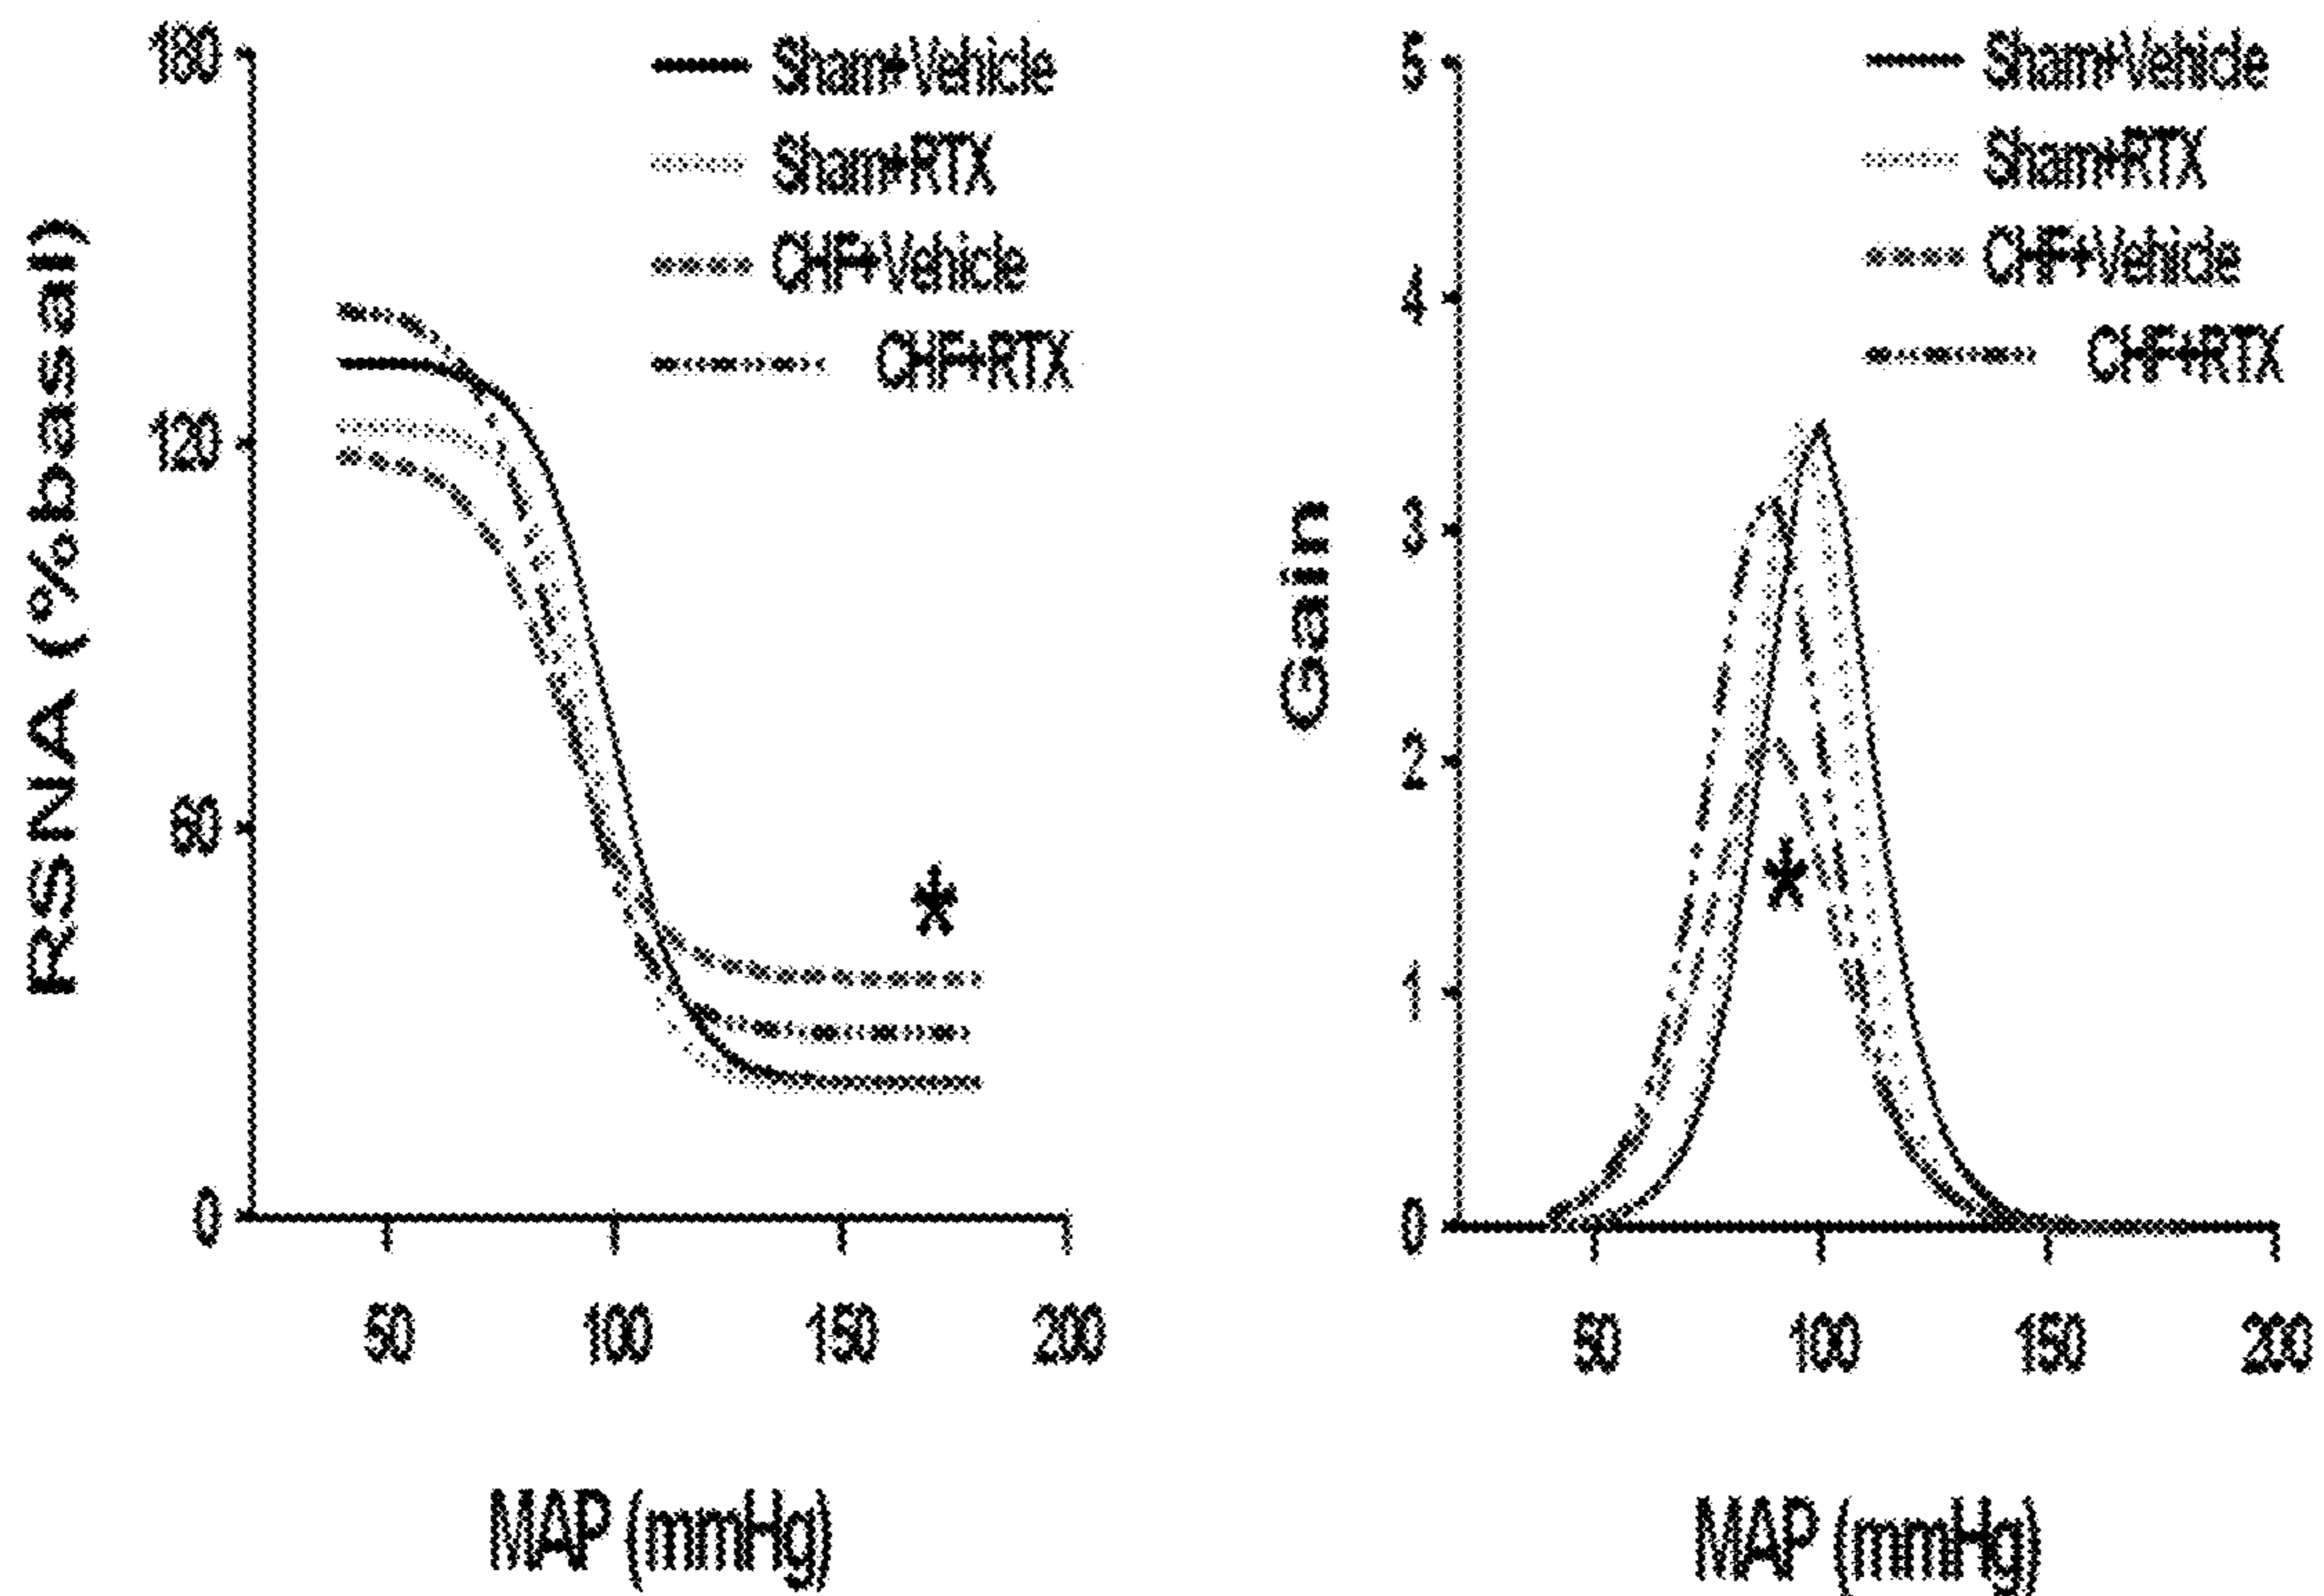 RSNA (%basal)
180
120
60
0
50 100 150 200
MAP (mmHg)
Sham+Vehicle
Sham+RTX
CHF+Vehicle
CHF+RTX
*
Gain
5
4
3
2
1
0
50 100 150 200
MAP (mmHg)
Sham+Vehicle
Sham+RTX
CHF+Vehicle
CHF+RTX
*